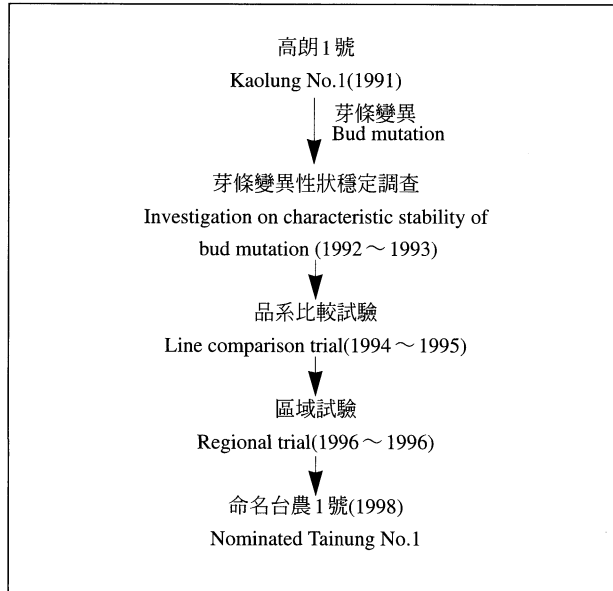 高朗1號
Kaolung No.1(1991)
芽條變異
Bud mutation
芽條變異性狀穩定調查
Investigation on characteristic stability of
bud mutation (1992～1993)
品系比較試驗
Line comparison trial(1994～1995)
區域試驗
Regional trial(1996～1996)
命名台農1號(1998)
Nominated Tainung No.1